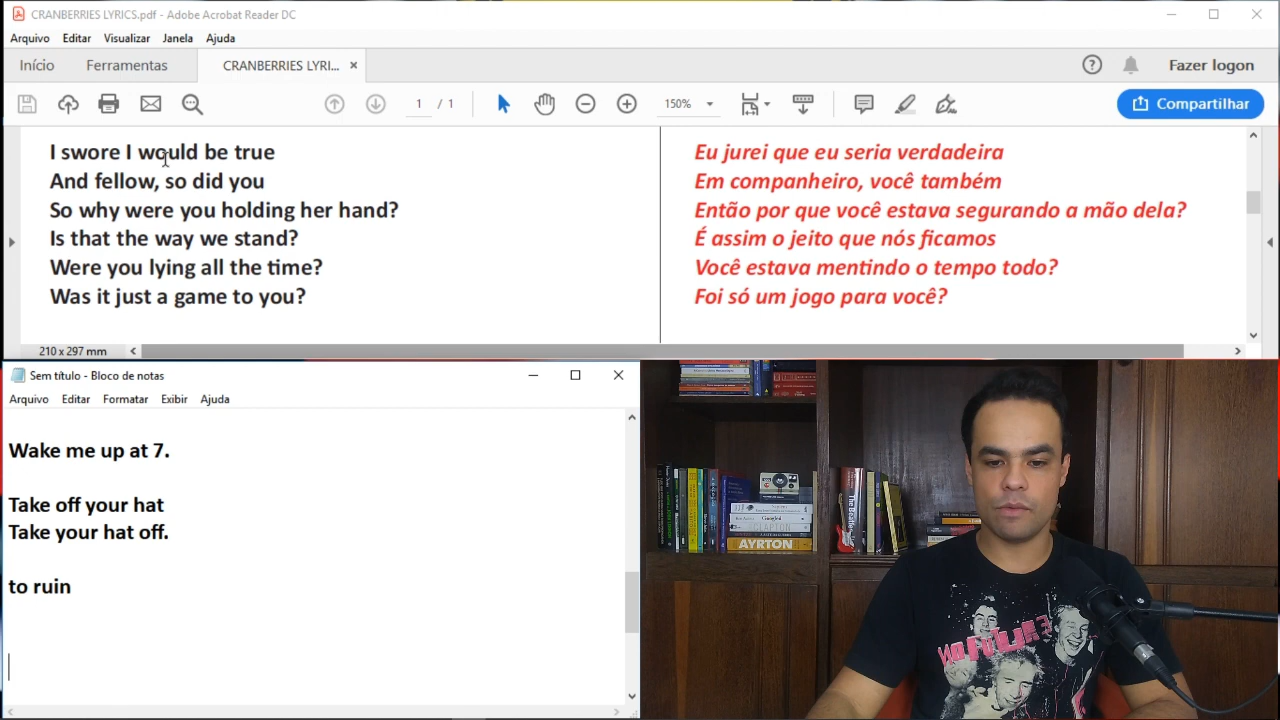 CRANBERRIES LYRICS.pdf - Adobe Acrobat Reader DC
Arquivo Editar Visualizar Janela Ajuda
Início Ferramentas CRANBERRIES LYRI... × Fazer logon
1 / 1 150% Compartilhar
I swore I would be true
And fellow, so did you
So why were you holding her hand?
Is that the way we stand?
Were you lying all the time?
Was it just a game to you?
Eu jurei que eu seria verdadeira
Em companheiro, você também
Então por que você estava segurando a mão dela?
É assim o jeito que nós ficamos
Você estava mentindo o tempo todo?
Foi só um jogo para você?
210 x 297 mm
Sem título - Bloco de notas
Arquivo Editar Formatar Exibir Ajuda
Wake me up at 7.
Take off your hat
Take your hat off.
to ruin
The Beatles
Googled
CLAPTON
AYRTON
NO FUTURE